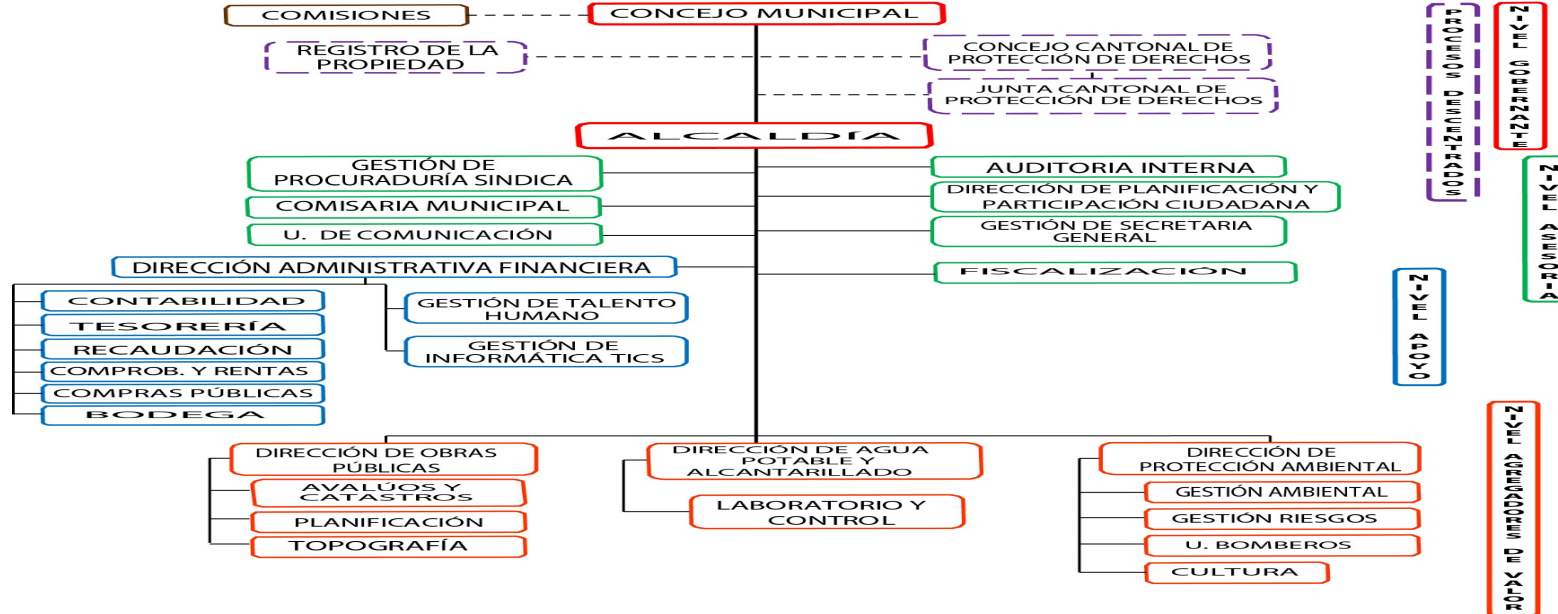 COMISIONES
CONCEJO MUNICIPAL
REGISTRO DE LA
PROPIEDAD
CONCEJO CANTONAL DE
PROTECCIÓN DE DERECHOS
JUNTA CANTONAL DE
PROTECCIÓN DE DERECHOS
ALCALDÍA
GESTIÓN DE
PROCURADURÍA SINDICA
COMISARIA MUNICIPAL
U. DE COMUNICACIÓN
AUDITORIA INTERNA
DIRECCIÓN DE PLANIFICACIÓN Y
PARTICIPACIÓN CIUDADANA
GESTIÓN DE SECRETARIA
GENERAL
FISCALIZACIÓN
DIRECCIÓN ADMINISTRATIVA FINANCIERA
CONTABILIDAD
TESORERÍA
RECAUDACIÓN
COMPROB. Y RENTAS
COMPRAS PÚBLICAS
BODEGA
GESTIÓN DE TALENTO
HUMANO
GESTIÓN DE
INFORMÁTICA TICS
DIRECCIÓN DE OBRAS
PÚBLICAS
AVALÚOS Y
CATASTROS
PLANIFICACIÓN
TOPOGRAFÍA
DIRECCIÓN DE AGUA
POTABLE Y
ALCANTARILLADO
LABORATORIO Y
CONTROL
DIRECCIÓN DE
PROTECCIÓN AMBIENTAL
GESTIÓN AMBIENTAL
GESTIÓN RIESGOS
U. BOMBEROS
CULTURA
PROCESOS DESCENTRADOS
NIVEL GOBERNANTE
NIVEL ASESORIA
NIVEL APOYO
NIVEL AGREGADORES DE VALOR